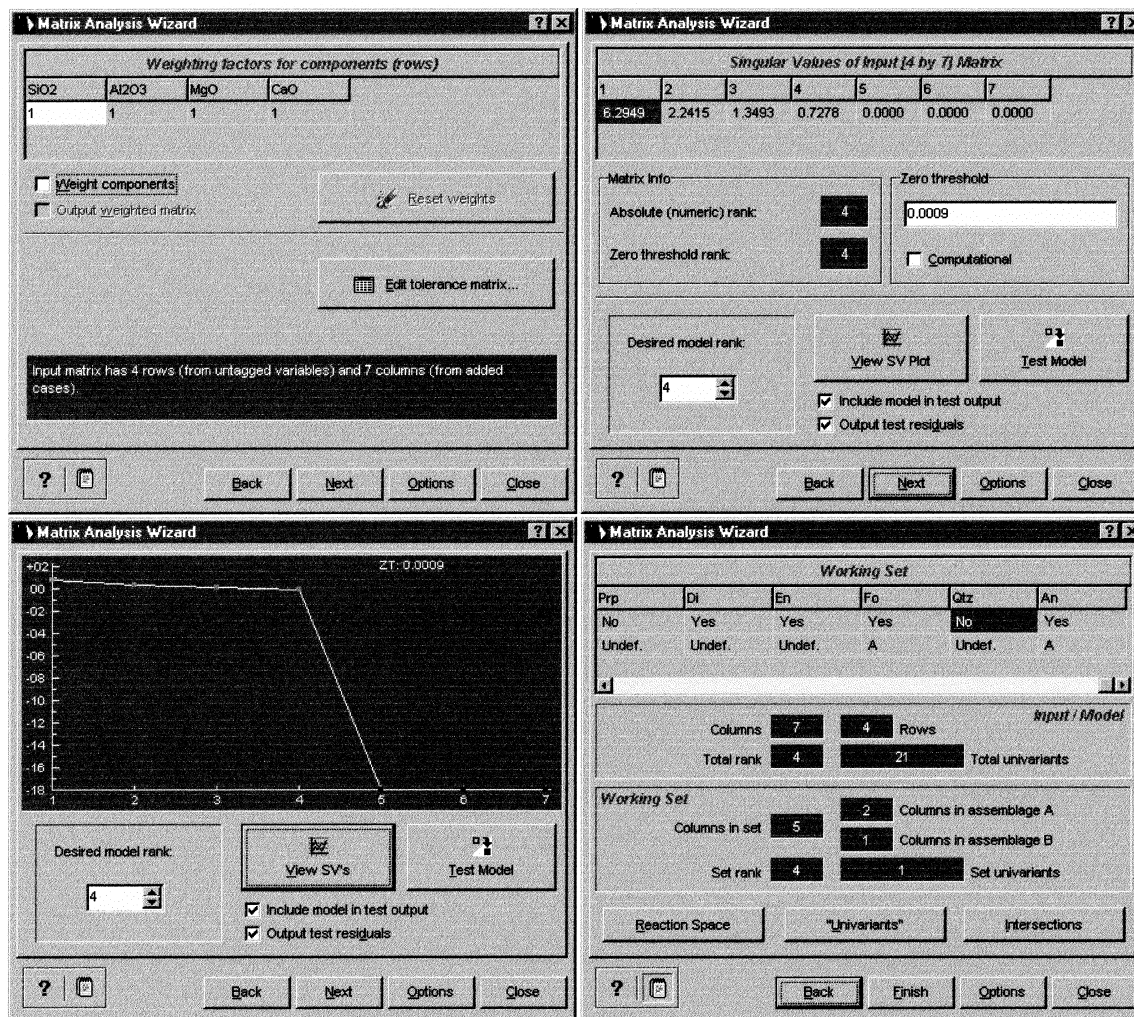 Matrix Analysis Wizard
Weighting factors for components (rows)
SiO2 Al2O3 MgO CaO
1 1 1 1
Weight components
Output weighted matrix
Reset weights
Edit tolerance matrix...
Input matrix has 4 rows (from untagged variables) and 7 columns (from added
cases).
? Back Next Options Close
Matrix Analysis Wizard
Singular Values of Input [4 by 7] Matrix
1 2 3 4 5 6 7
6.2949 2.2415 1.3493 0.7278 0.0000 0.0000 0.0000
Matrix Info
Absolute (numeric) rank: 4
Zero threshold rank: 4
Zero threshold
0.0009
Computational
Desired model rank:
4
View SV Plot
Test Model
Include model in test output
Output test residuals
? Back Next Options Close
Matrix Analysis Wizard
ZT: 0.0009
+02
00
-02
-04
-06
-08
-10
-12
-14
-16
-18
1 2 3 4 5 6 7
Desired model rank:
4
View SV's
Test Model
Include model in test output
Output test residuals
? Back Next Options Close
Matrix Analysis Wizard
Working Set
Prp Di En Fo Qtz An
No Yes Yes Yes No Yes
Undef. Undef. Undef. A Undef. A
Input / Model
Columns 7 4 Rows
Total rank 4 21 Total univariants
Working Set
Columns in set 5
2 Columns in assemblage A
1 Columns in assemblage B
Set rank 4 1 Set univariants
Reaction Space "Univariants" Intersections
? Back Finish Options Close